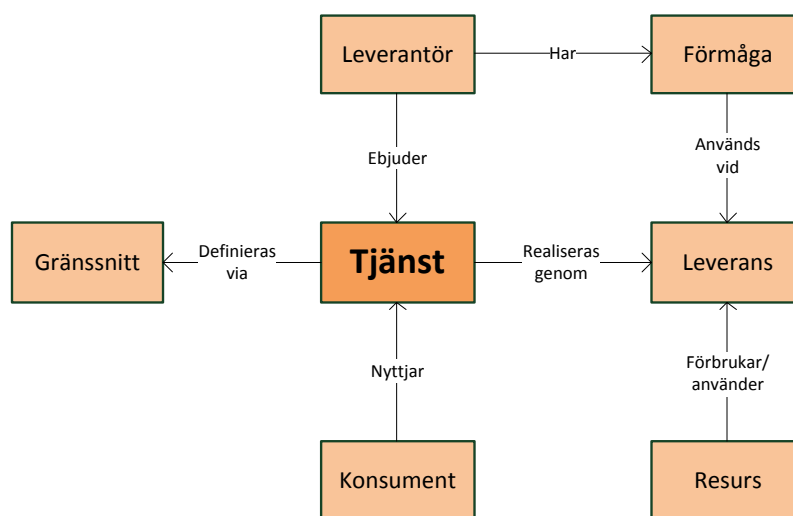 Leverantör
Har
Förmåga
Ebjuder
Används
vid
Gränssnitt
Definieras
via
Tjänst
Realiseras
genom
Leverans
Nyttjar
Förbrukar/
använder
Konsument
Resurs